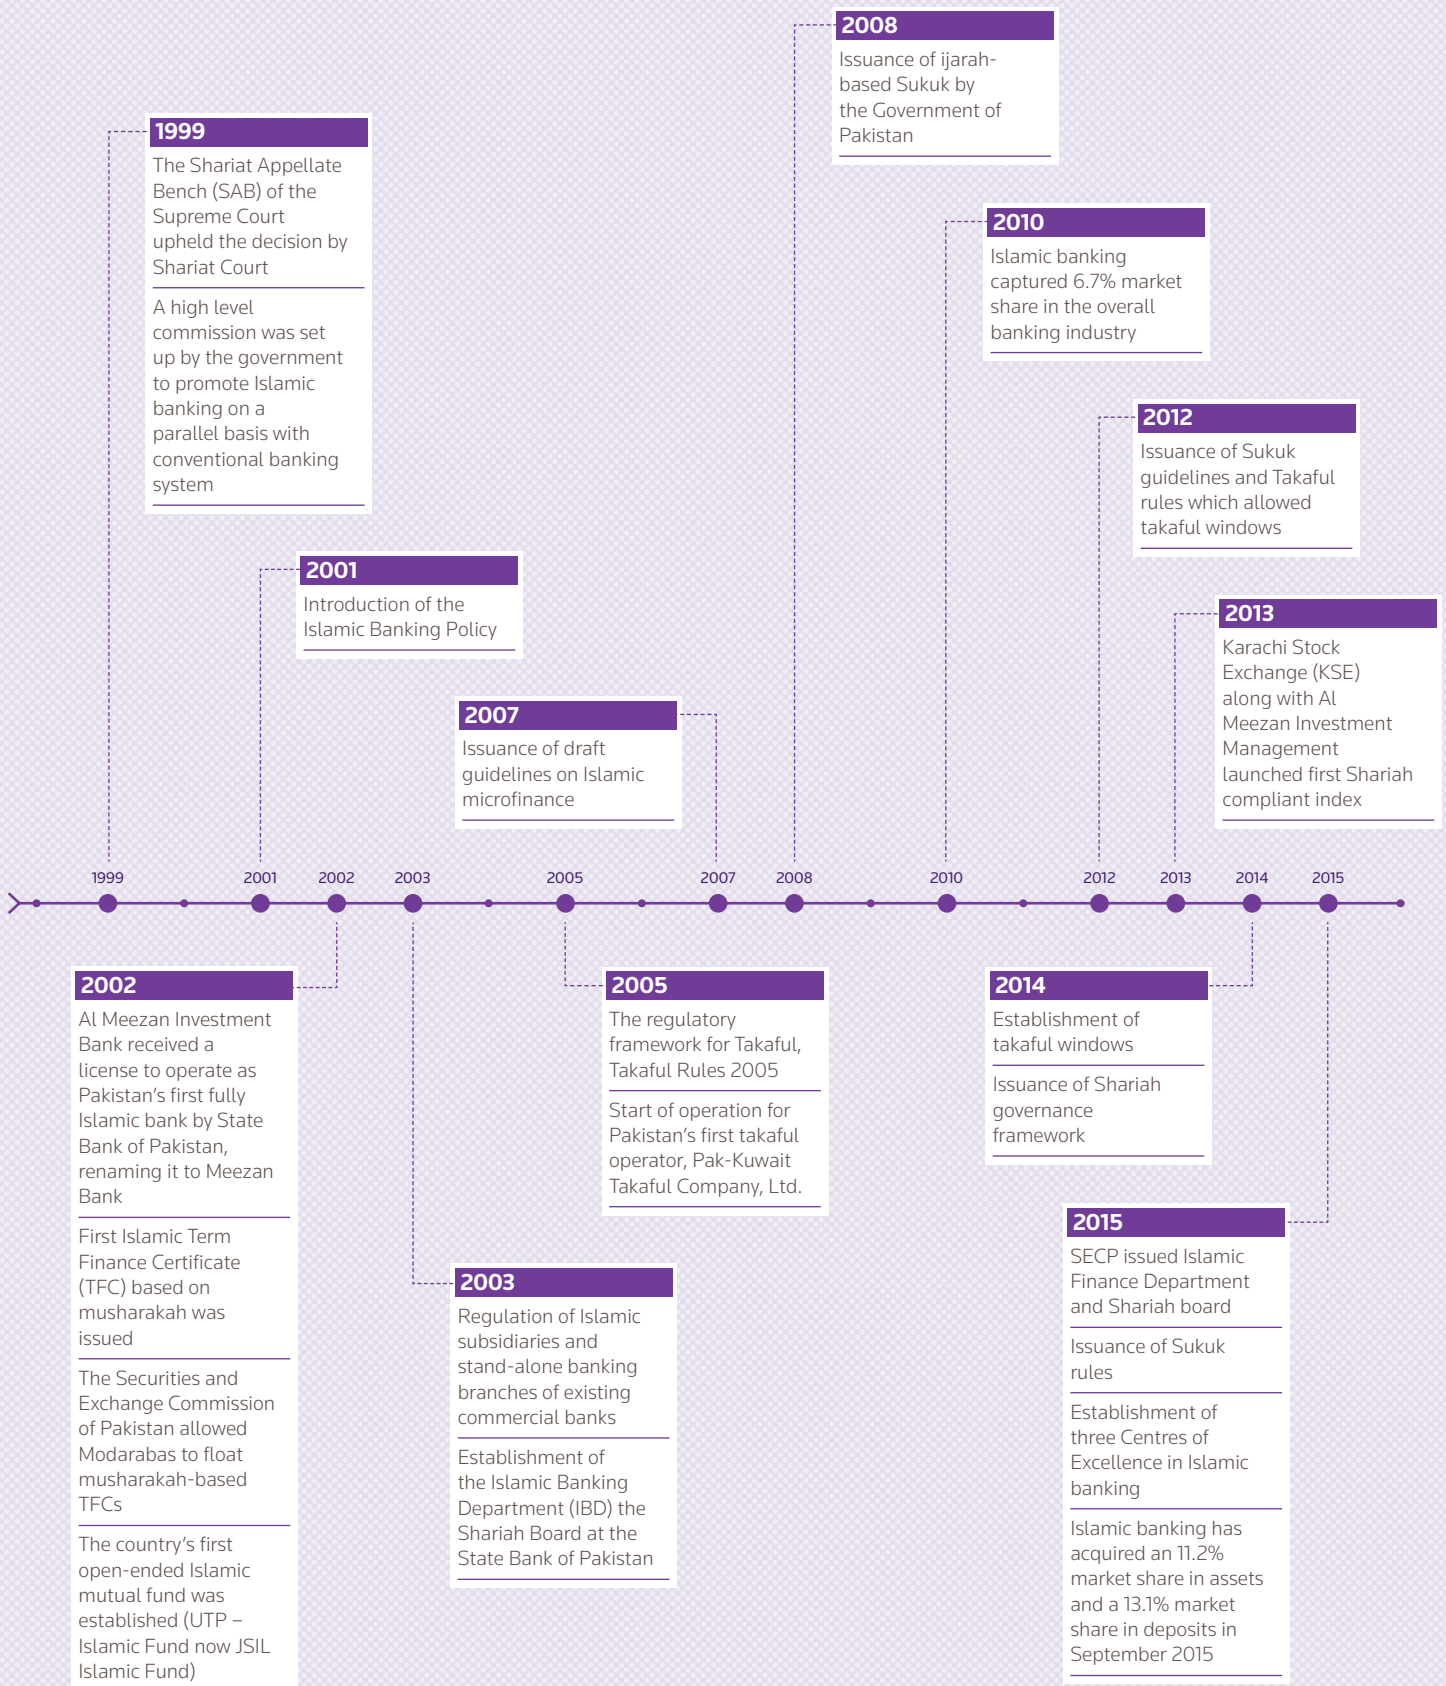 1999
The Shariat Appellate
Bench (SAB) of the
Supreme Court
upheld the decision by
Shariat Court
A high level
commission was set
up by the government
to promote Islamic
banking on a
parallel basis with
conventional banking
system
2001
Introduction of the
Islamic Banking Policy
2007
Issuance of draft
guidelines on Islamic
microfinance
2008
Issuance of ijarah-
based Sukuk by
the Government of
Pakistan
2010
Islamic banking
captured 6.7% market
share in the overall
banking industry
2012
Issuance of Sukuk
guidelines and Takaful
rules which allowed
takaful windows
2013
Karachi Stock
Exchange (KSE)
along with Al
Meezan Investment
Management
launched first Shariah
compliant index
1999 2001 2002 2003 2005 2007 2008 2010 2012 2013 2014 2015
2002
Al Meezan Investment
Bank received a
license to operate as
Pakistan’s first fully
Islamic bank by State
Bank of Pakistan,
renaming it to Meezan
Bank
First Islamic Term
Finance Certificate
(TFC) based on
musharakah was
issued
The Securities and
Exchange Commission
of Pakistan allowed
Modarabas to float
musharakah-based
TFCs
The country’s first
open-ended Islamic
mutual fund was
established (UTP –
Islamic Fund now JSIL
Islamic Fund)
2003
Regulation of Islamic
subsidiaries and
stand-alone banking
branches of existing
commercial banks
Establishment of
the Islamic Banking
Department (IBD) the
Shariah Board at the
State Bank of Pakistan
2005
The regulatory
framework for Takaful,
Takaful Rules 2005
Start of operation for
Pakistan’s first takaful
operator, Pak-Kuwait
Takaful Company, Ltd.
2014
Establishment of
takaful windows
Issuance of Shariah
governance
framework
2015
SECP issued Islamic
Finance Department
and Shariah board
Issuance of Sukuk
rules
Establishment of
three Centres of
Excellence in Islamic
banking
Islamic banking has
acquired an 11.2%
market share in assets
and a 13.1% market
share in deposits in
September 2015